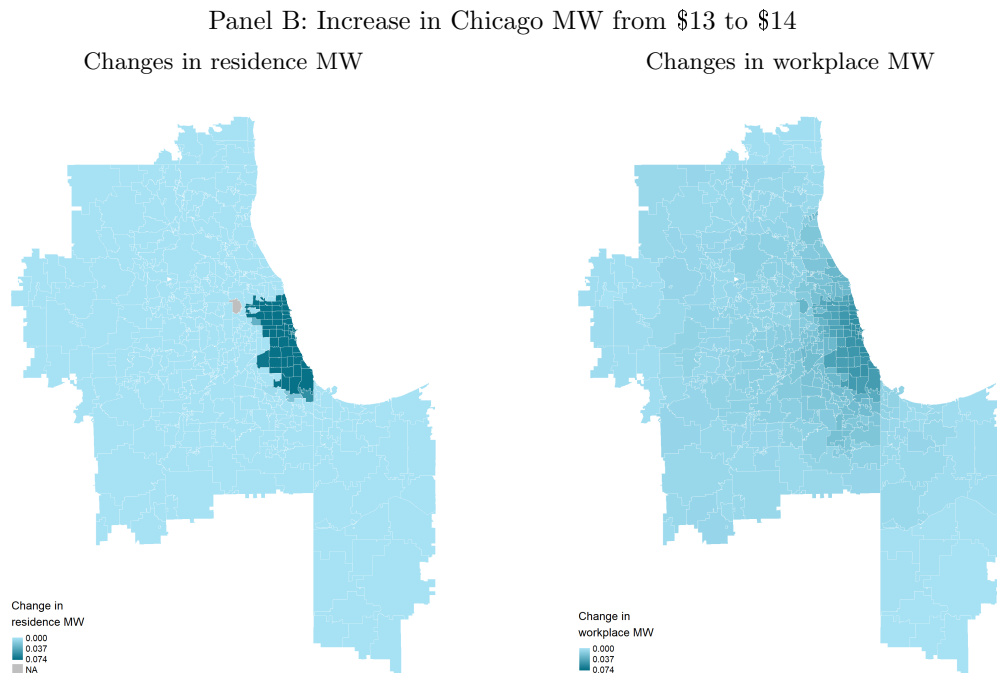 Panel B: Increase in Chicago MW from $13 to $14
Changes in residence MW
Changes in workplace MW
Change in
residence MW
0.000
0.037
0.074
NA
Change in
workplace MW
0.000
0.037
0.074